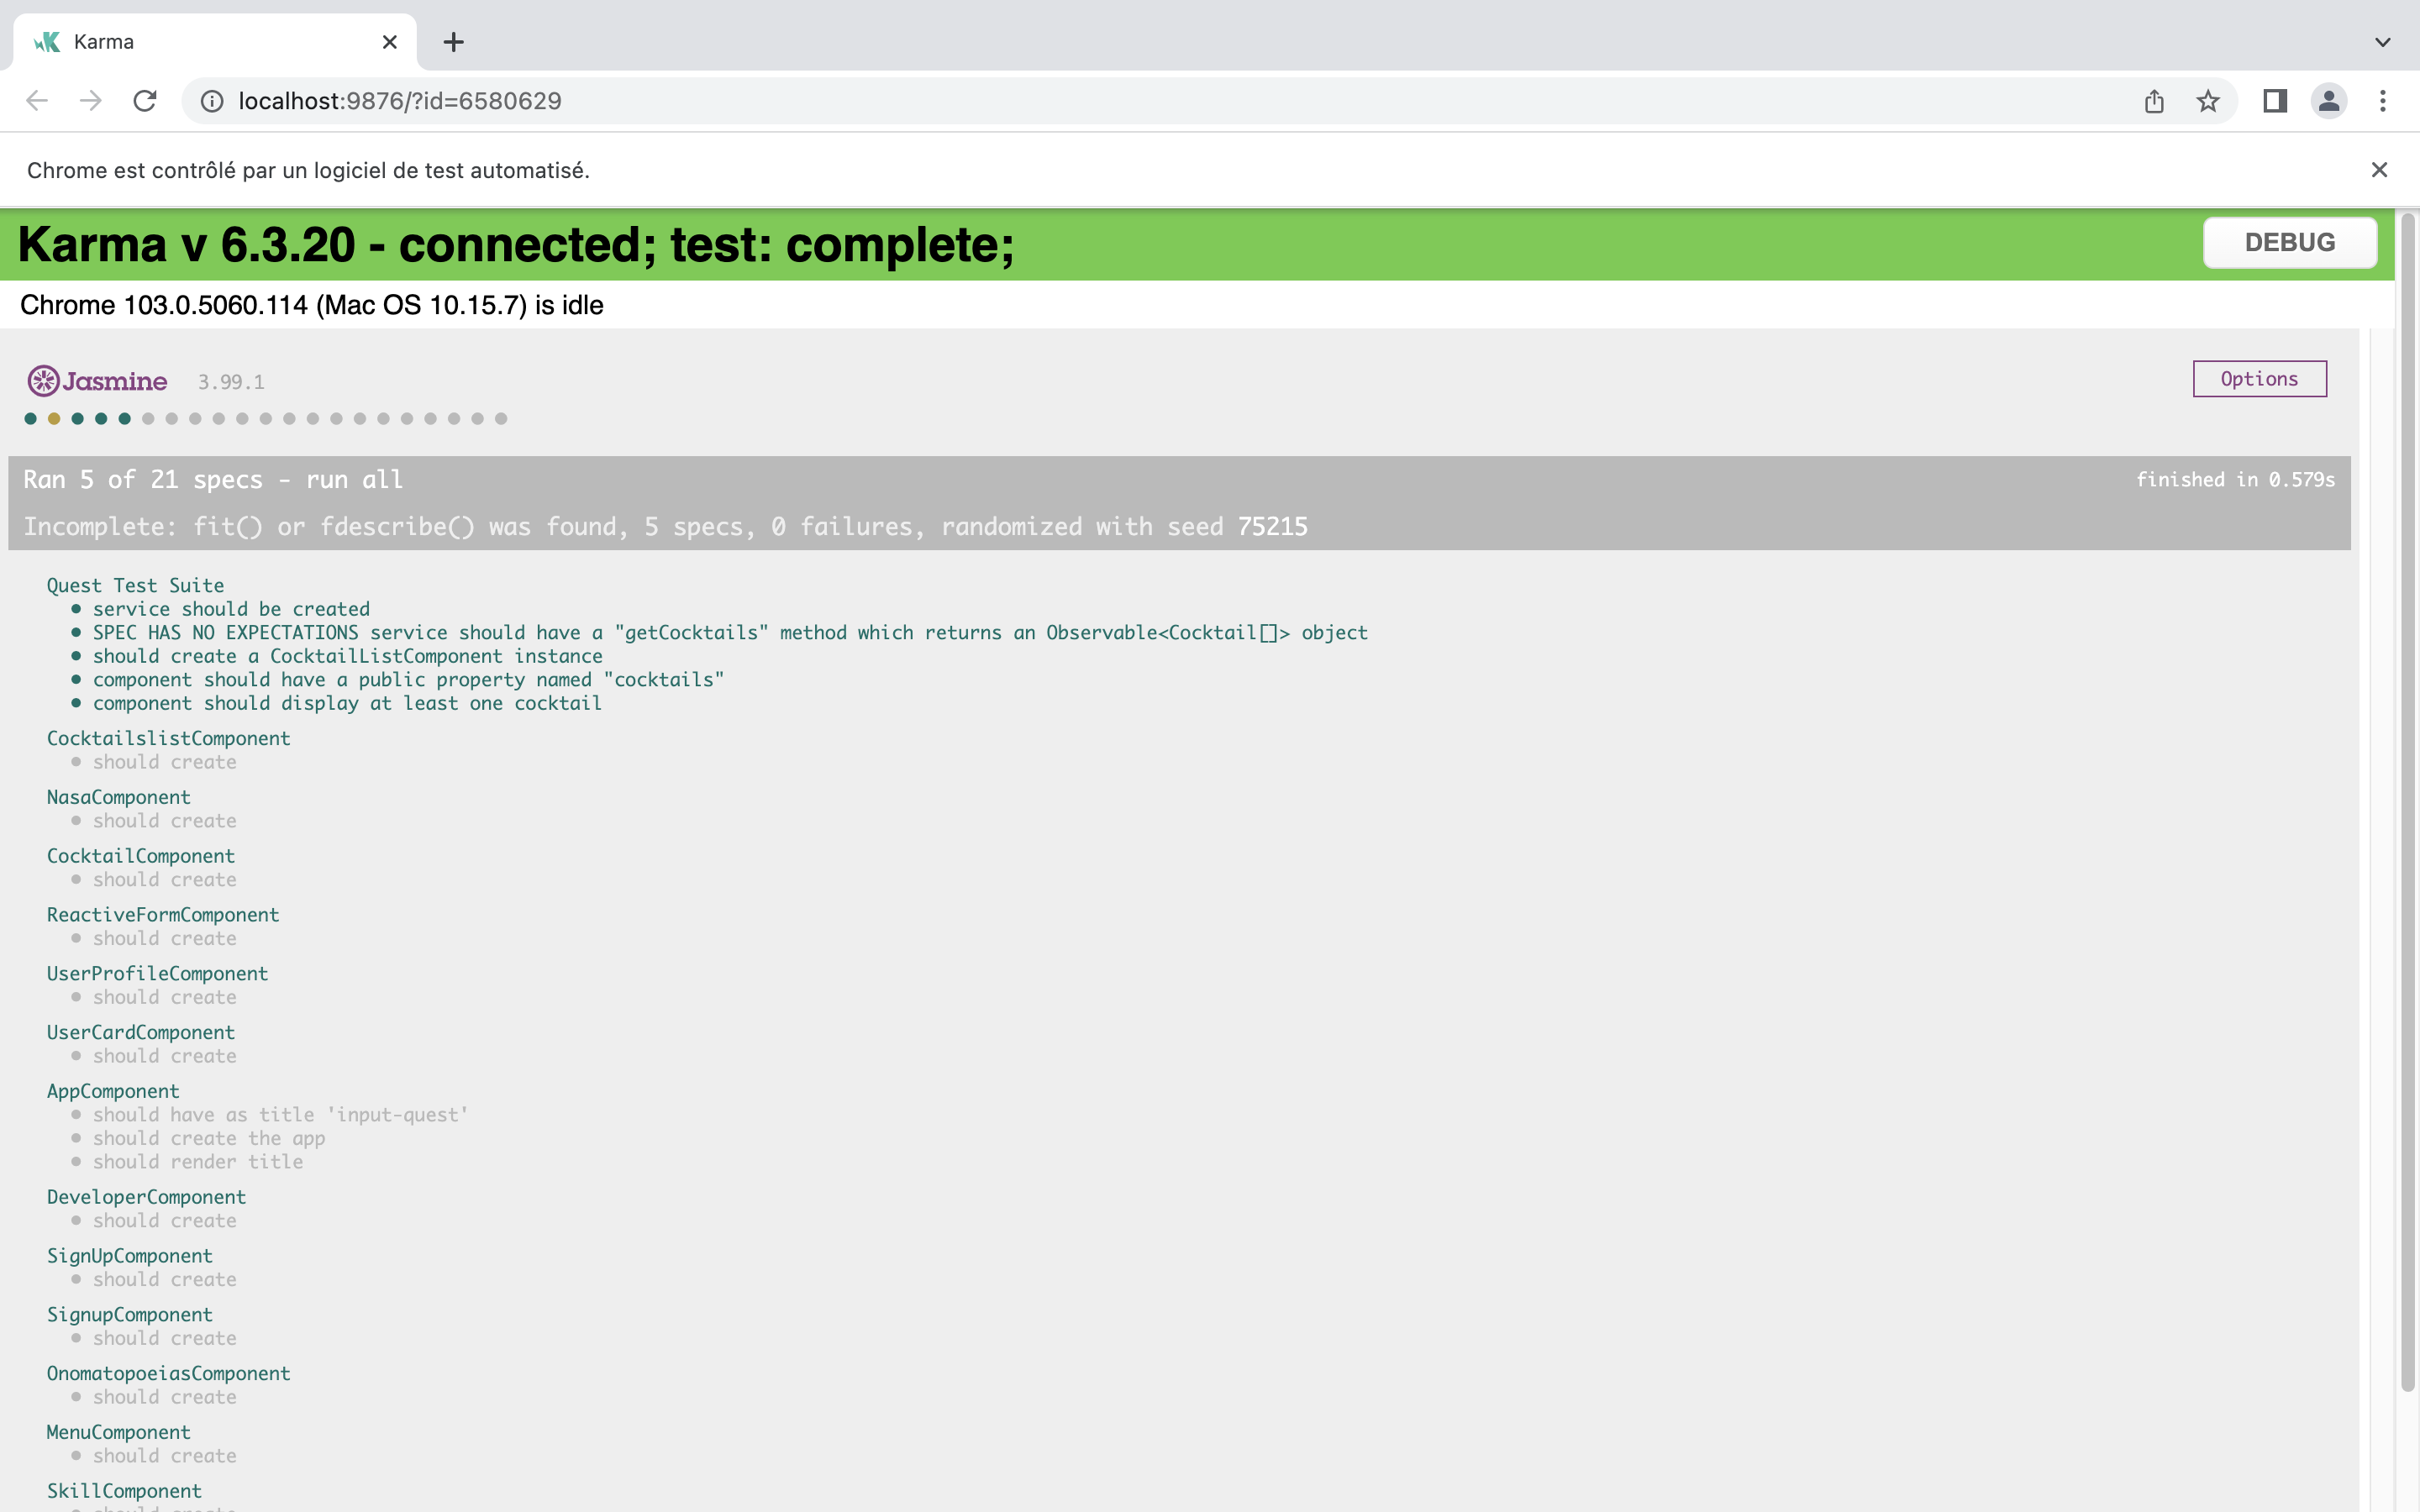 Karma
localhost:9876/?id=6580629
Chrome est contrôlé par un logiciel de test automatisé.
Karma v 6.3.20 - connected; test: complete;
DEBUG
Chrome 103.0.5060.114 (Mac OS 10.15.7) is idle
Jasmine 3.99.1
Options
Ran 5 of 21 specs - run all
finished in 0.579s
Incomplete: fit() or fdescribe() was found, 5 specs, 0 failures, randomized with seed 75215
Quest Test Suite
• service should be created
• SPEC HAS NO EXPECTATIONS service should have a "getCocktails" method which returns an Observable<Cocktail[]> object
• should create a CocktailListComponent instance
• component should have a public property named "cocktails"
• component should display at least one cocktail
CocktailslistComponent
• should create
NasaComponent
• should create
CocktailComponent
• should create
ReactiveFormComponent
• should create
UserProfileComponent
• should create
UserCardComponent
• should create
AppComponent
• should have as title 'input-quest'
• should create the app
• should render title
DeveloperComponent
• should create
SignUpComponent
• should create
SignupComponent
• should create
OnomatopoeiasComponent
• should create
MenuComponent
• should create
SkillComponent